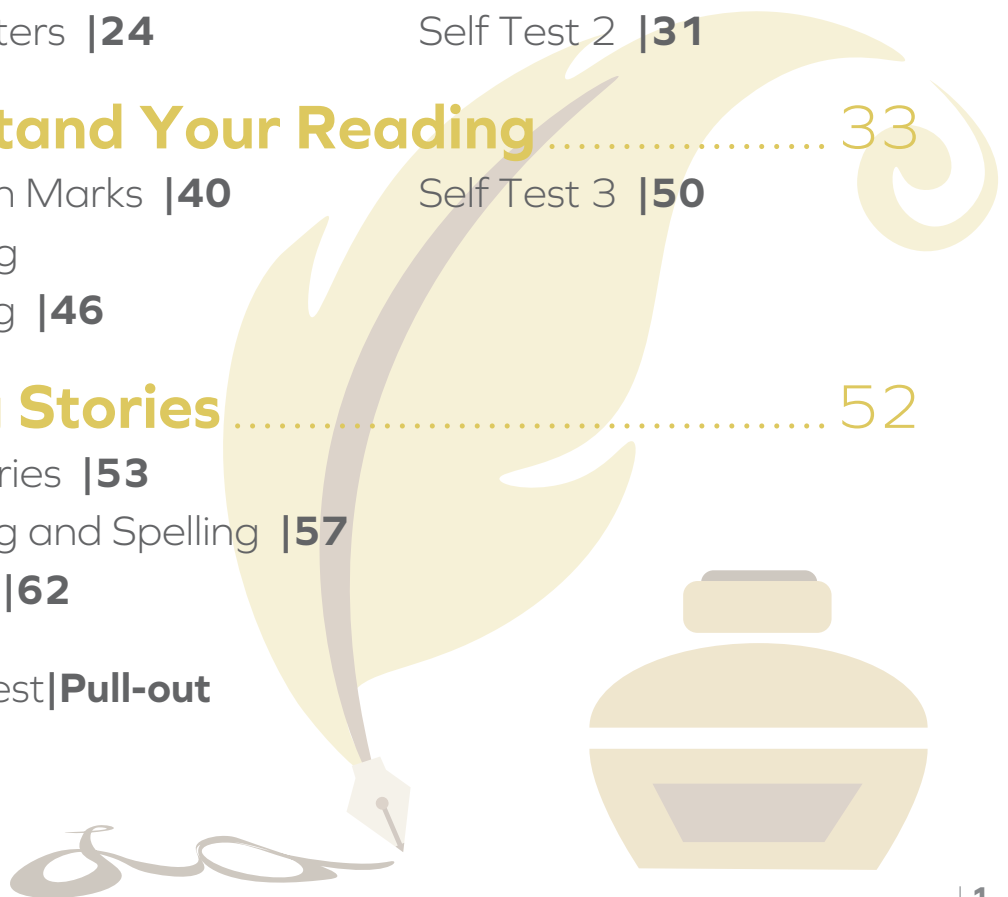 ters |24 Self Test 2 |31
tand Your Reading ................... 33
n Marks |40 Self Test 3 |50
g
g |46
Stories ........................................ 52
ries |53
g and Spelling |57
|62
est|Pull-out
| 1